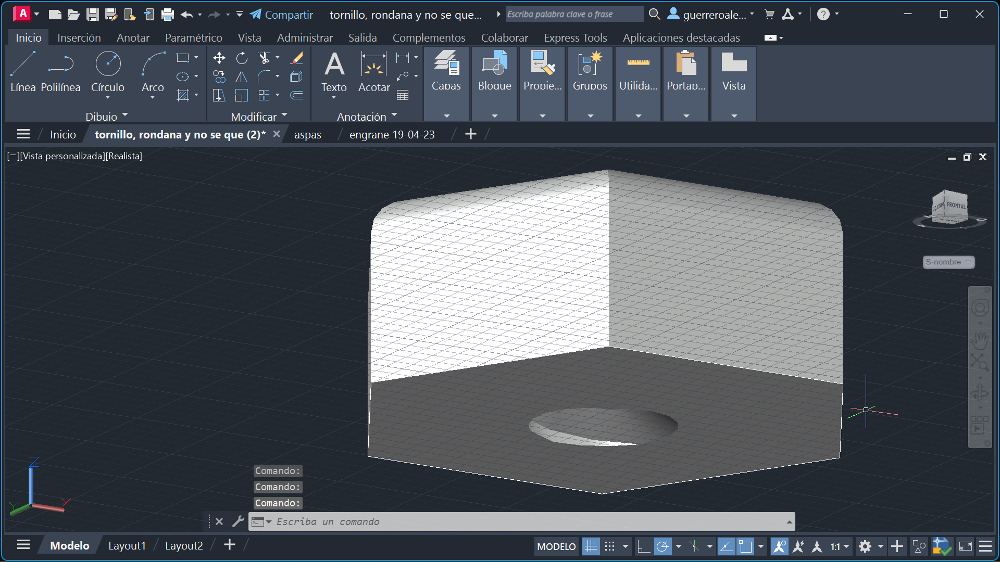 A
Compartir
tornillo, rondana y no se que...
Escriba palabra clave o frase
guerreroale...
Inicio Inserción Anotar Paramétrico Vista Administrar Salida Complementos Colaborar Express Tools Aplicaciones destacadas
Línea Polilínea Círculo Arco
Texto Acotar
Capas Bloque Propie... Grupos Utilida... Portap... Vista
Dibujo Modificar Anotación
Inicio tornillo, rondana y no se que (2)* aspas engrane 19-04-23
[−][Vista personalizada][Realista]
FRONTAL
S-nombre
Z
Y X
Comando:
Comando:
Comando:
Escriba un comando
Modelo Layout1 Layout2
MODELO
1:1